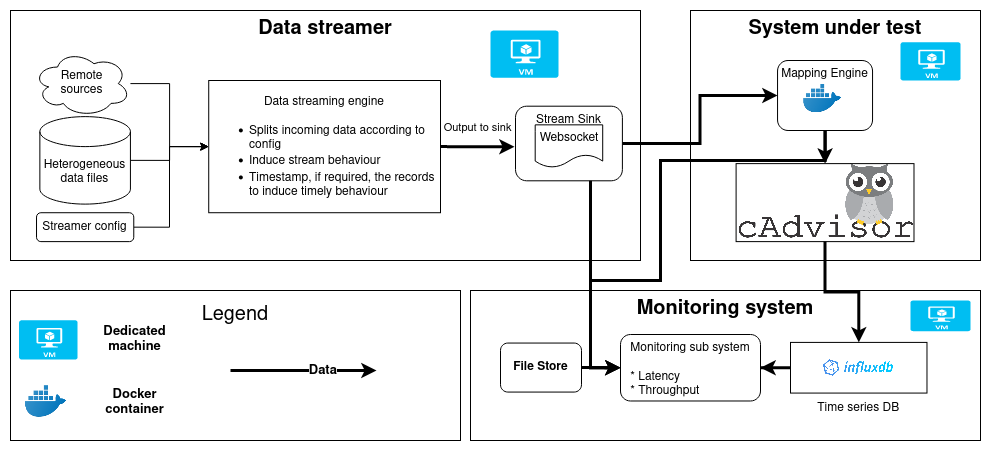 Data streamer
VM
Remote
sources
Heterogeneous
data files
Streamer config
Data streaming engine
• Splits incoming data according to
config
• Induce stream behaviour
• Timestamp, if required, the records
to induce timely behaviour
Output to sink
Stream Sink
Websocket
System under test
VM
Mapping Engine
cAdvisor
Legend
VM
Dedicated
machine
Docker
container
Data
Monitoring system
VM
File Store
Monitoring sub system
* Latency
* Throughput
influxdb
Time series DB